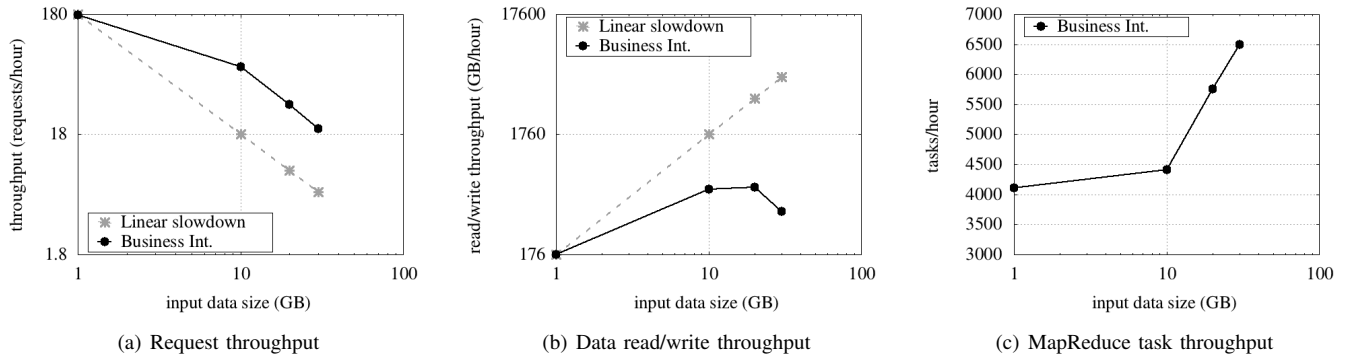 180
18
1.8
1
10
100
throughput (requests/hour)
input data size (GB)
Linear slowdown
Business Int.
(a) Request throughput
17600
1760
176
1
10
100
read/write throughput (GB/hour)
input data size (GB)
Linear slowdown
Business Int.
(b) Data read/write throughput
7000
6500
6000
5500
5000
4500
4000
3500
3000
1
10
100
tasks/hour
input data size (GB)
Business Int.
(c) MapReduce task throughput